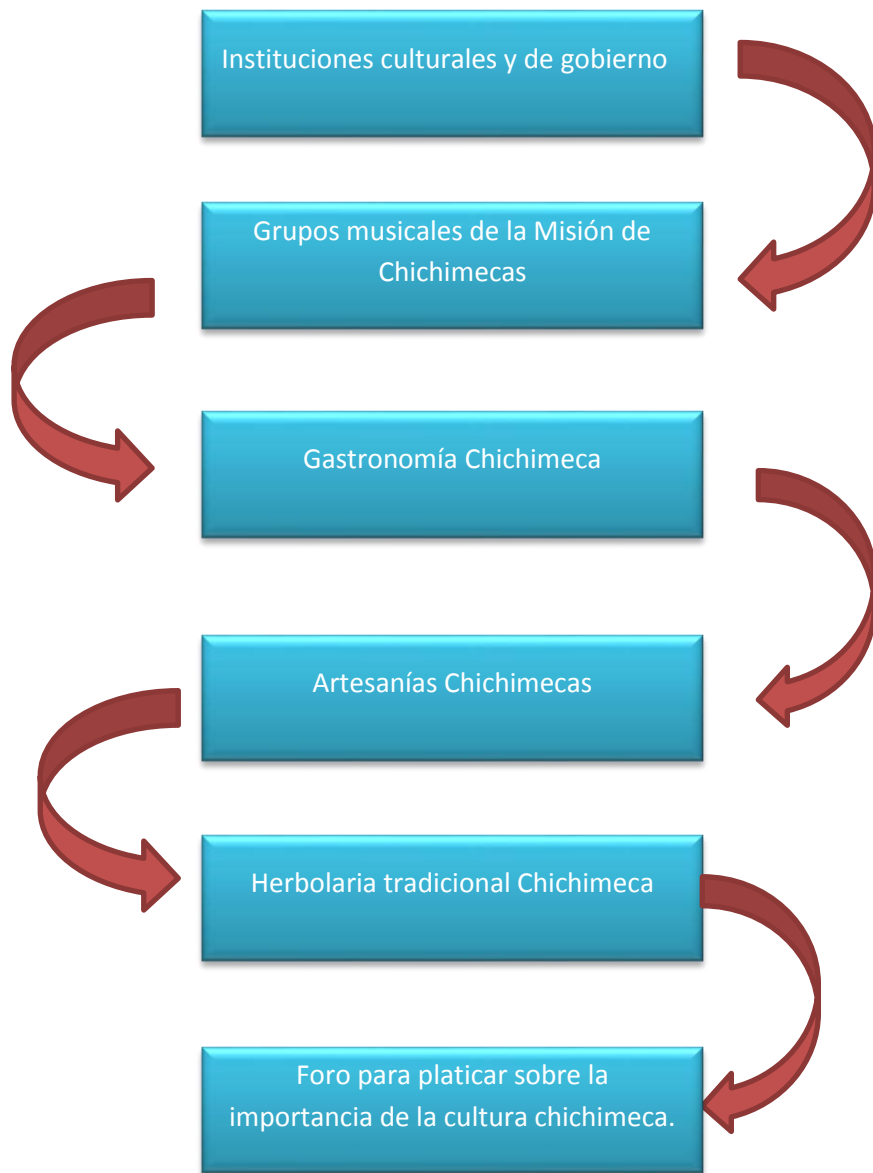 Instituciones culturales y de gobierno
Grupos musicales de la Misión de
Chichimecas
Gastronomía Chichimeca
Artesanías Chichimecas
Herbolaria tradicional Chichimeca
Foro para platicar sobre la
importancia de la cultura chichimeca.